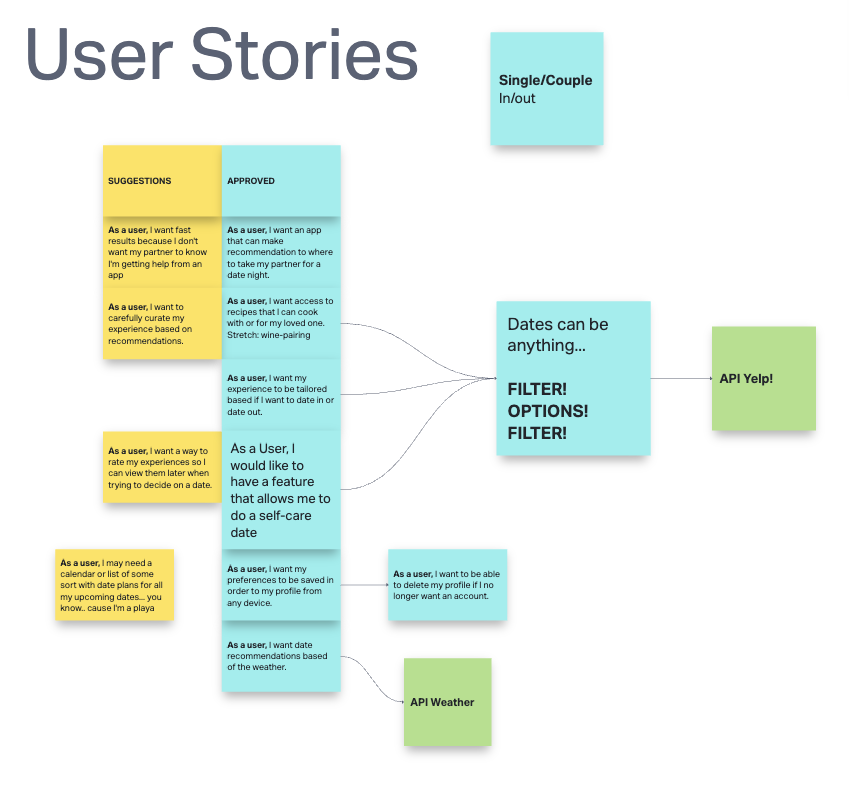 User Stories
Single/Couple
In/out
SUGGESTIONS
APPROVED
As a user, I want fast
results because I don't
want my partner to know
I'm getting help from an
app
As a user, I want an app
that can make
recommendation to where
to take my partner for a
date night.
As a user, I want to
carefully curate my
experience based on
recommendations.
As a user, I want access to
recipes that I can cook
with or for my loved one.
Stretch: wine-pairing
As a user, I want my
experience to be tailored
based if I want to date in or
date out.
Dates can be
anything...
FILTER!
OPTIONS!
FILTER!
API Yelp!
As a user, I want a way to
rate my experiences so I
can view them later when
trying to decide on a date.
As a User, I
would like to
have a feature
that allows me to
do a self-care
date
As a user, I may need a
calendar or list of some
sort with date plans for all
my upcoming dates... you
know.. cause I'm a playa
As a user, I want my
preferences to be saved in
order to my profile from
any device.
As a user, I want to be able
to delete my profile if I no
longer want an account.
As a user, I want date
recommendations based
of the weather.
API Weather